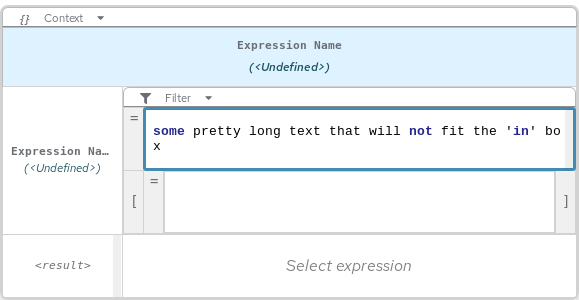 {} Context
Expression Name
(<Undefined>)
Filter
Expression Na…
(<Undefined>)
=
some pretty long text that will not fit the 'in' bo
x
[ = ]
<result>
Select expression